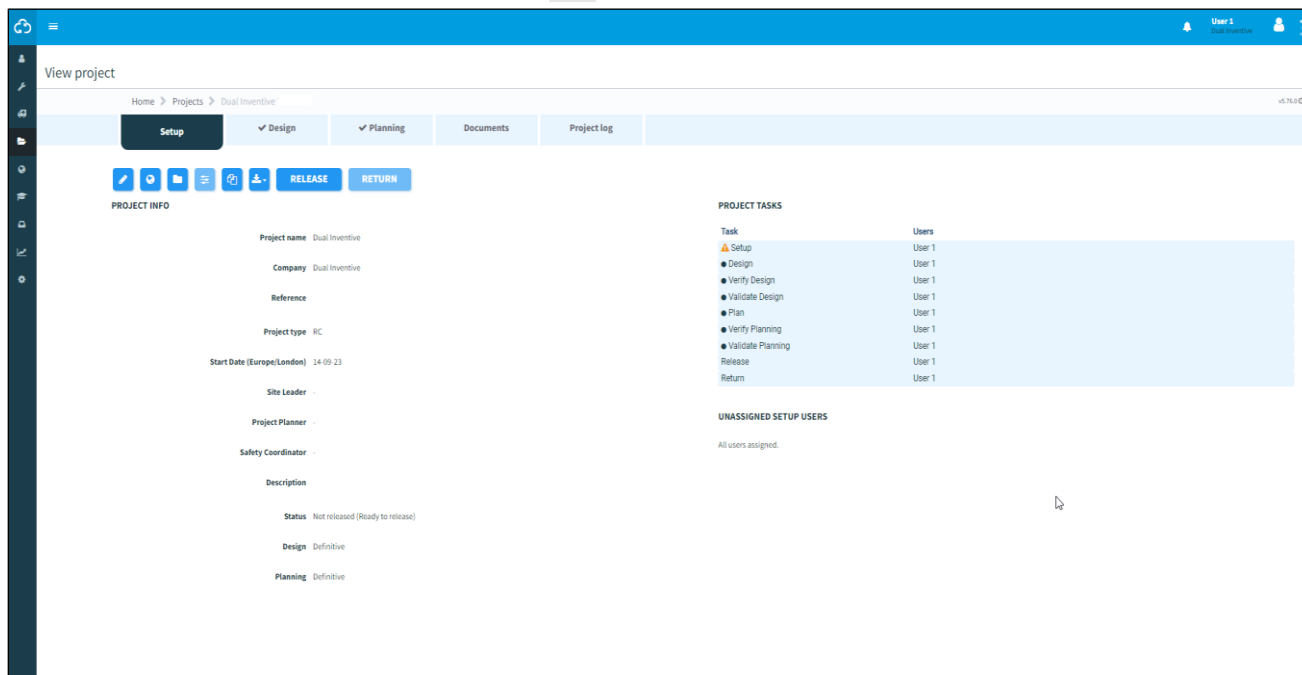 User 1
Dual Inventive
View project
Home Projects Dual Inventive
v5.76.0
Setup Design Planning Documents Project log
RELEASE RETURN
PROJECT INFO
Project name Dual Inventive
Company Dual Inventive
Reference
Project type RC
Start Date (Europe/London) 14-09-23
Site Leader -
Project Planner -
Safety Coordinator -
Description
Status Not released (Ready to release)
Design Definitive
Planning Definitive
PROJECT TASKS
Task Users
Setup User 1
Design User 1
Verify Design User 1
Validate Design User 1
Plan User 1
Verify Planning User 1
Validate Planning User 1
Release User 1
Return User 1
UNASSIGNED SETUP USERS
All users assigned.